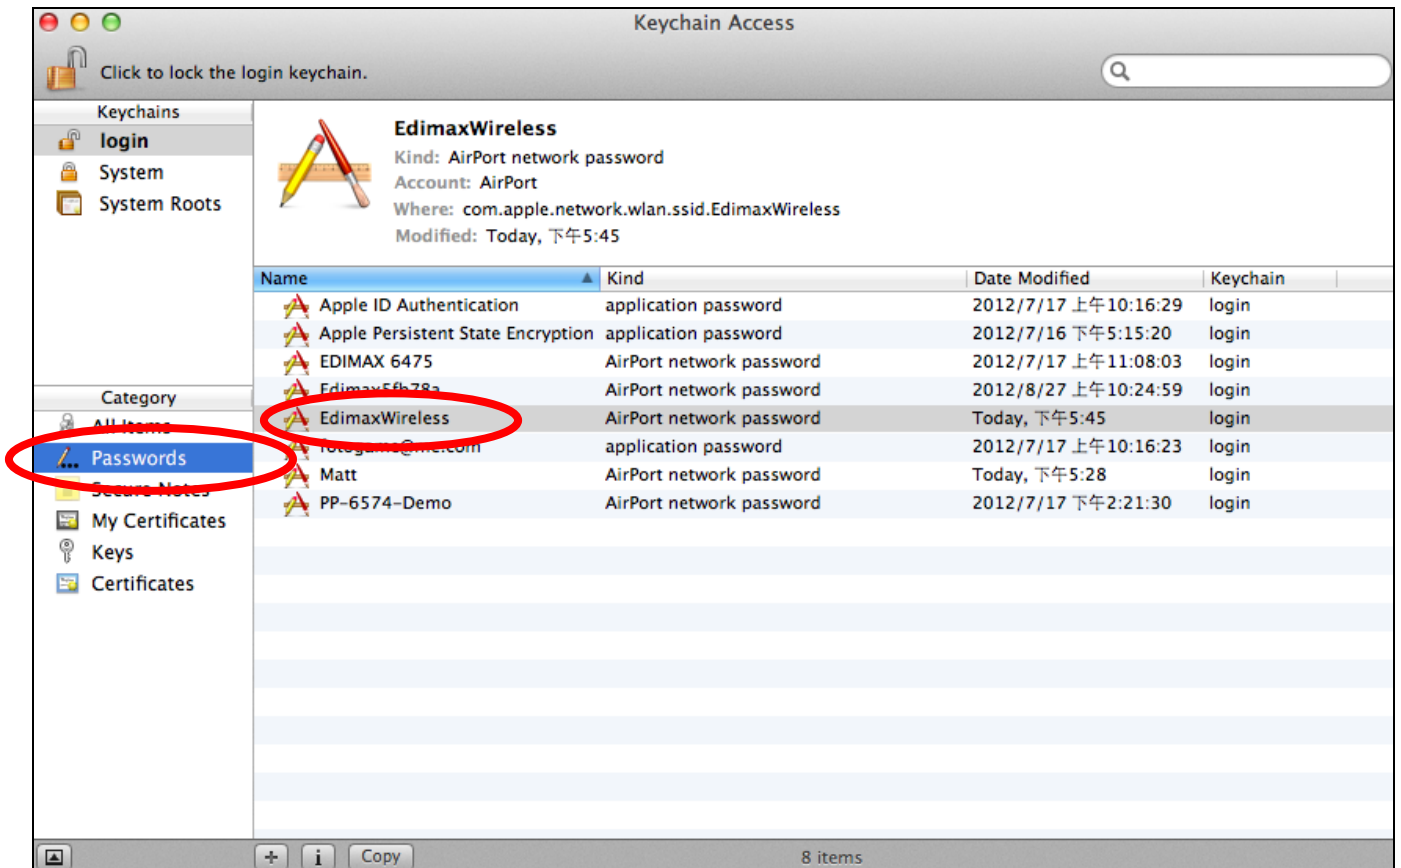 Keychain Access
Click to lock the login keychain.
Keychains
login
System
System Roots
EdimaxWireless
Kind: AirPort network password
Account: AirPort
Where: com.apple.network.wlan.ssid.EdimaxWireless
Modified: Today, 下午5:45
Name Kind Date Modified Keychain
Apple ID Authentication application password 2012/7/17 上午10:16:29 login
Apple Persistent State Encryption application password 2012/7/16 下午5:15:20 login
EDIMAX 6475 AirPort network password 2012/7/17 上午11:08:03 login
Edimax5fb78a AirPort network password 2012/8/27 上午10:24:59 login
EdimaxWireless AirPort network password Today, 下午5:45 login
application password 2012/7/17 上午10:16:23 login
Matt AirPort network password Today, 下午5:28 login
PP-6574-Demo AirPort network password 2012/7/17 下午2:21:30 login
Category
All Items
Passwords
Secure Notes
My Certificates
Keys
Certificates
+ i Copy 8 items